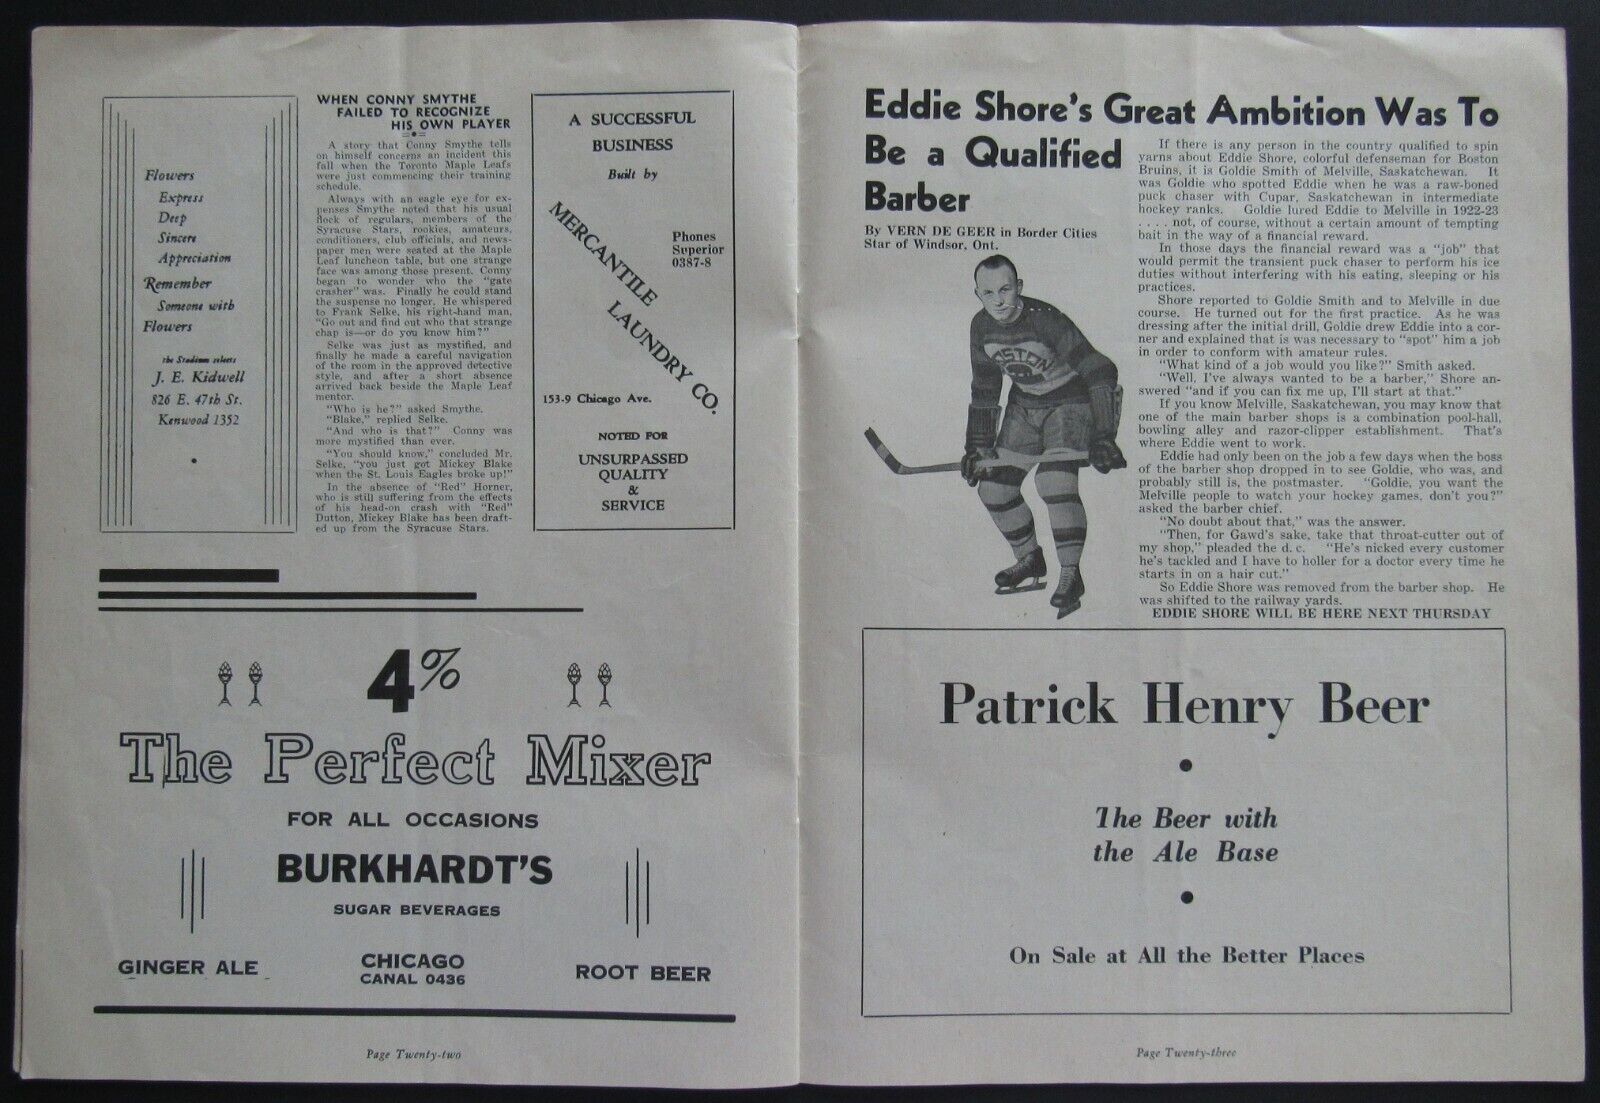 Flowers
Express
Deep
Sincere
Appreciation
Remember
Someone with
Flowers
the Stadium selects
J. E. Kidwell
826 E. 47th St.
Kenwood 1352
WHEN CONNY SMYTHE
FAILED TO RECOGNIZE
HIS OWN PLAYER
A story that Conny Smythe tells
on himself concerns an incident this
fall when the Toronto Maple Leafs
were just commencing their training
schedule.
Always with an eagle eye for ex-
penses Smythe noted that his usual
flock of regulars, members of the
Syracuse Stars, rookies, amateurs,
conditioners, club officials, and news-
paper men were seated at the Maple
Leaf luncheon table, but one strange
face was among those present. Conny
began to wonder who the "gate
crasher" was. Finally he could stand
the suspense no longer. He whispered
to Frank Selke, his right-hand man,
"Go out and find out who that strange
chap is—or do you know him?"
Selke was just as mystified, and
finally he made a careful navigation
of the room in the approved detective
style, and after a short absence
arrived back beside the Maple Leaf
mentor.
"Who is he?" asked Smythe.
"Blake," replied Selke.
"And who is that?" Conny was
more mystified than ever.
"You should know," concluded Mr.
Selke, "you just got Mickey Blake
when the St. Louis Eagles broke up!"
In the absence of "Red" Horner,
who is still suffering from the effects
of his head-on crash with "Red"
Dutton, Mickey Blake has been draft-
ed up from the Syracuse Stars.
A SUCCESSFUL
BUSINESS
Built by
MERCANTILE
LAUNDRY CO.
Phones
Superior
0387-8
153-9 Chicago Ave.
NOTED FOR
UNSURPASSED
QUALITY
&
SERVICE
4%
The Perfect Mixer
FOR ALL OCCASIONS
BURKHARDT'S
SUGAR BEVERAGES
GINGER ALE
CHICAGO
CANAL 0436
ROOT BEER
Page Twenty-two
Eddie Shore's Great Ambition Was To
Be a Qualified
Barber
By VERN DE GEER in Border Cities
Star of Windsor, Ont.
BOSTON
If there is any person in the country qualified to spin
yarns about Eddie Shore, colorful defenseman for Boston
Bruins, it is Goldie Smith of Melville, Saskatchewan. It
was Goldie who spotted Eddie when he was a raw-boned
puck chaser with Cupar, Saskatchewan in intermediate
hockey ranks. Goldie lured Eddie to Melville in 1922-23
. . . . not, of course, without a certain amount of tempting
bait in the way of a financial reward.
In those days the financial reward was a "job" that
would permit the transient puck chaser to perform his ice
duties without interfering with his eating, sleeping or his
practices.
Shore reported to Goldie Smith and to Melville in due
course. He turned out for the first practice. As he was
dressing after the initial drill, Goldie drew Eddie into a cor-
ner and explained that is was necessary to "spot" him a job
in order to conform with amateur rules.
"What kind of a job would you like?" Smith asked.
"Well, I've always wanted to be a barber," Shore an-
swered "and if you can fix me up, I'll start at that."
If you know Melville, Saskatchewan, you may know that
one of the main barber shops is a combination pool-hall,
bowling alley and razor-clipper establishment. That's
where Eddie went to work.
Eddie had only been on the job a few days when the boss
of the barber shop dropped in to see Goldie, who was, and
probably still is, the postmaster. "Goldie, you want the
Melville people to watch your hockey games, don't you?"
asked the barber chief.
"No doubt about that," was the answer.
"Then, for Gawd's sake, take that throat-cutter out of
my shop," pleaded the d. c. "He's nicked every customer
he's tackled and I have to holler for a doctor every time he
starts in on a hair cut."
So Eddie Shore was removed from the barber shop. He
was shifted to the railway yards.
EDDIE SHORE WILL BE HERE NEXT THURSDAY
Patrick Henry Beer
The Beer with
the Ale Base
On Sale at All the Better Places
Page Twenty-three